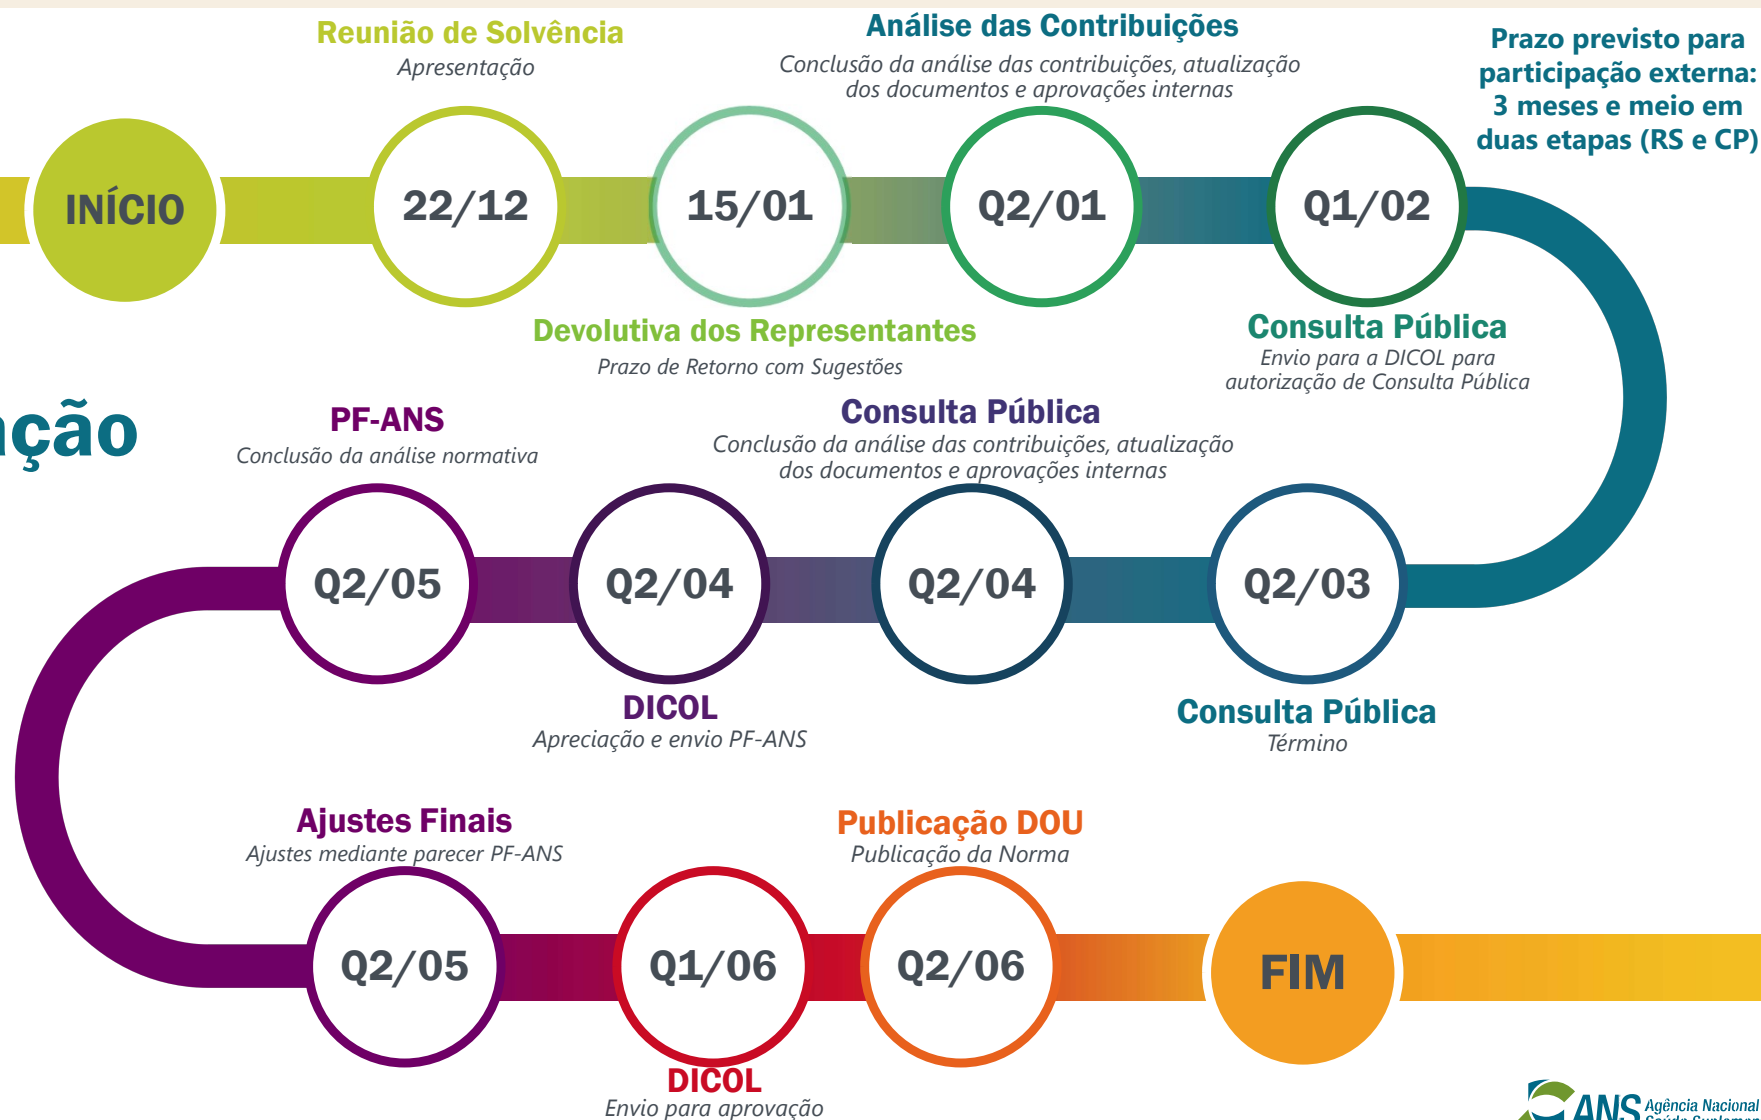 Reunião de Solvência
Apresentação
Análise das Contribuições
Conclusão da análise das contribuições, atualização
dos documentos e aprovações internas
Prazo previsto para
participação externa:
3 meses e meio em
duas etapas (RS e CP)
INÍCIO
22/12
15/01
Q2/01
Q1/02
Devolutiva dos Representantes
Prazo de Retorno com Sugestões
Consulta Pública
Envio para a DICOL para
autorização de Consulta Pública
ação
PF-ANS
Conclusão da análise normativa
Consulta Pública
Conclusão da análise das contribuições, atualização
dos documentos e aprovações internas
Q2/05
Q2/04
Q2/04
Q2/03
DICOL
Apreciação e envio PF-ANS
Consulta Pública
Término
Ajustes Finais
Ajustes mediante parecer PF-ANS
Publicação DOU
Publicação da Norma
Q2/05
Q1/06
Q2/06
FIM
DICOL
Envio para aprovação
ANS
Agência Nacional